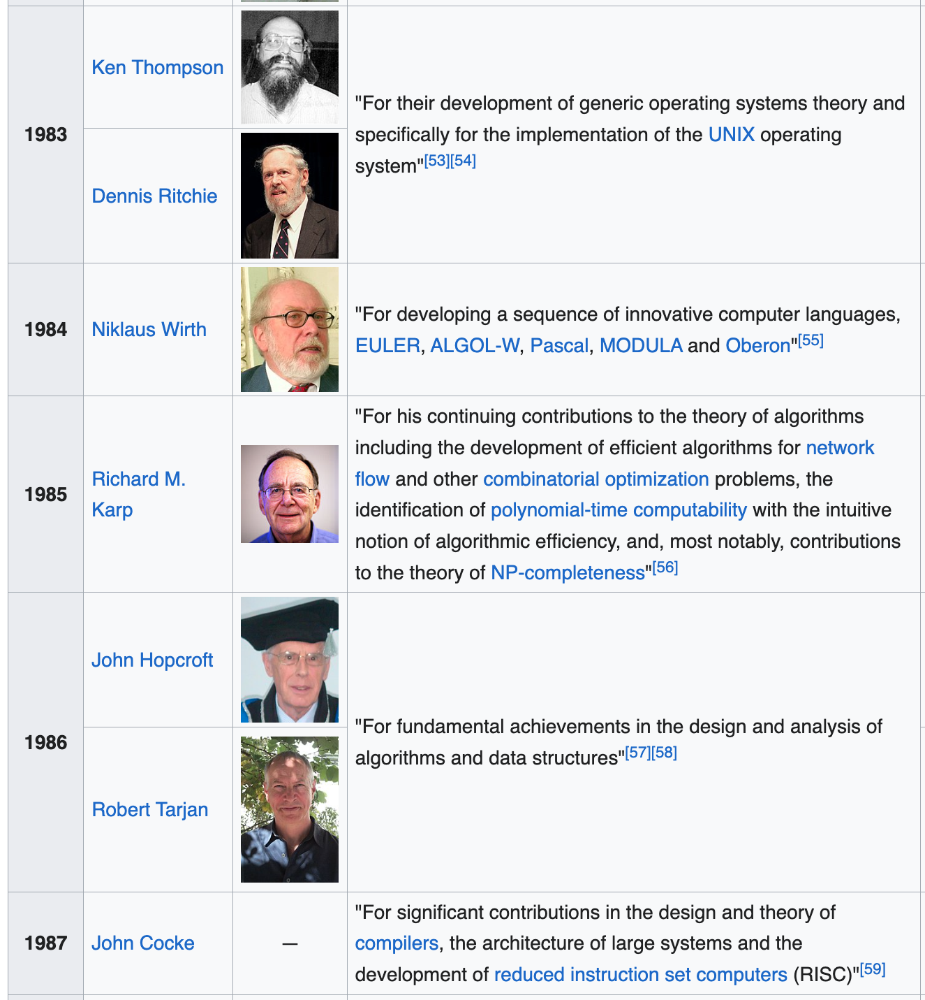 1983
Ken Thompson
"For their development of generic operating systems theory and
specifically for the implementation of the UNIX operating
system"[53][54]
Dennis Ritchie
1984
Niklaus Wirth
"For developing a sequence of innovative computer languages,
EULER, ALGOL-W, Pascal, MODULA and Oberon"[55]
1985
Richard M.
Karp
"For his continuing contributions to the theory of algorithms
including the development of efficient algorithms for network
flow and other combinatorial optimization problems, the
identification of polynomial-time computability with the intuitive
notion of algorithmic efficiency, and, most notably, contributions
to the theory of NP-completeness"[56]
1986
John Hopcroft
"For fundamental achievements in the design and analysis of
algorithms and data structures"[57][58]
Robert Tarjan
1987
John Cocke
—
"For significant contributions in the design and theory of
compilers, the architecture of large systems and the
development of reduced instruction set computers (RISC)"[59]